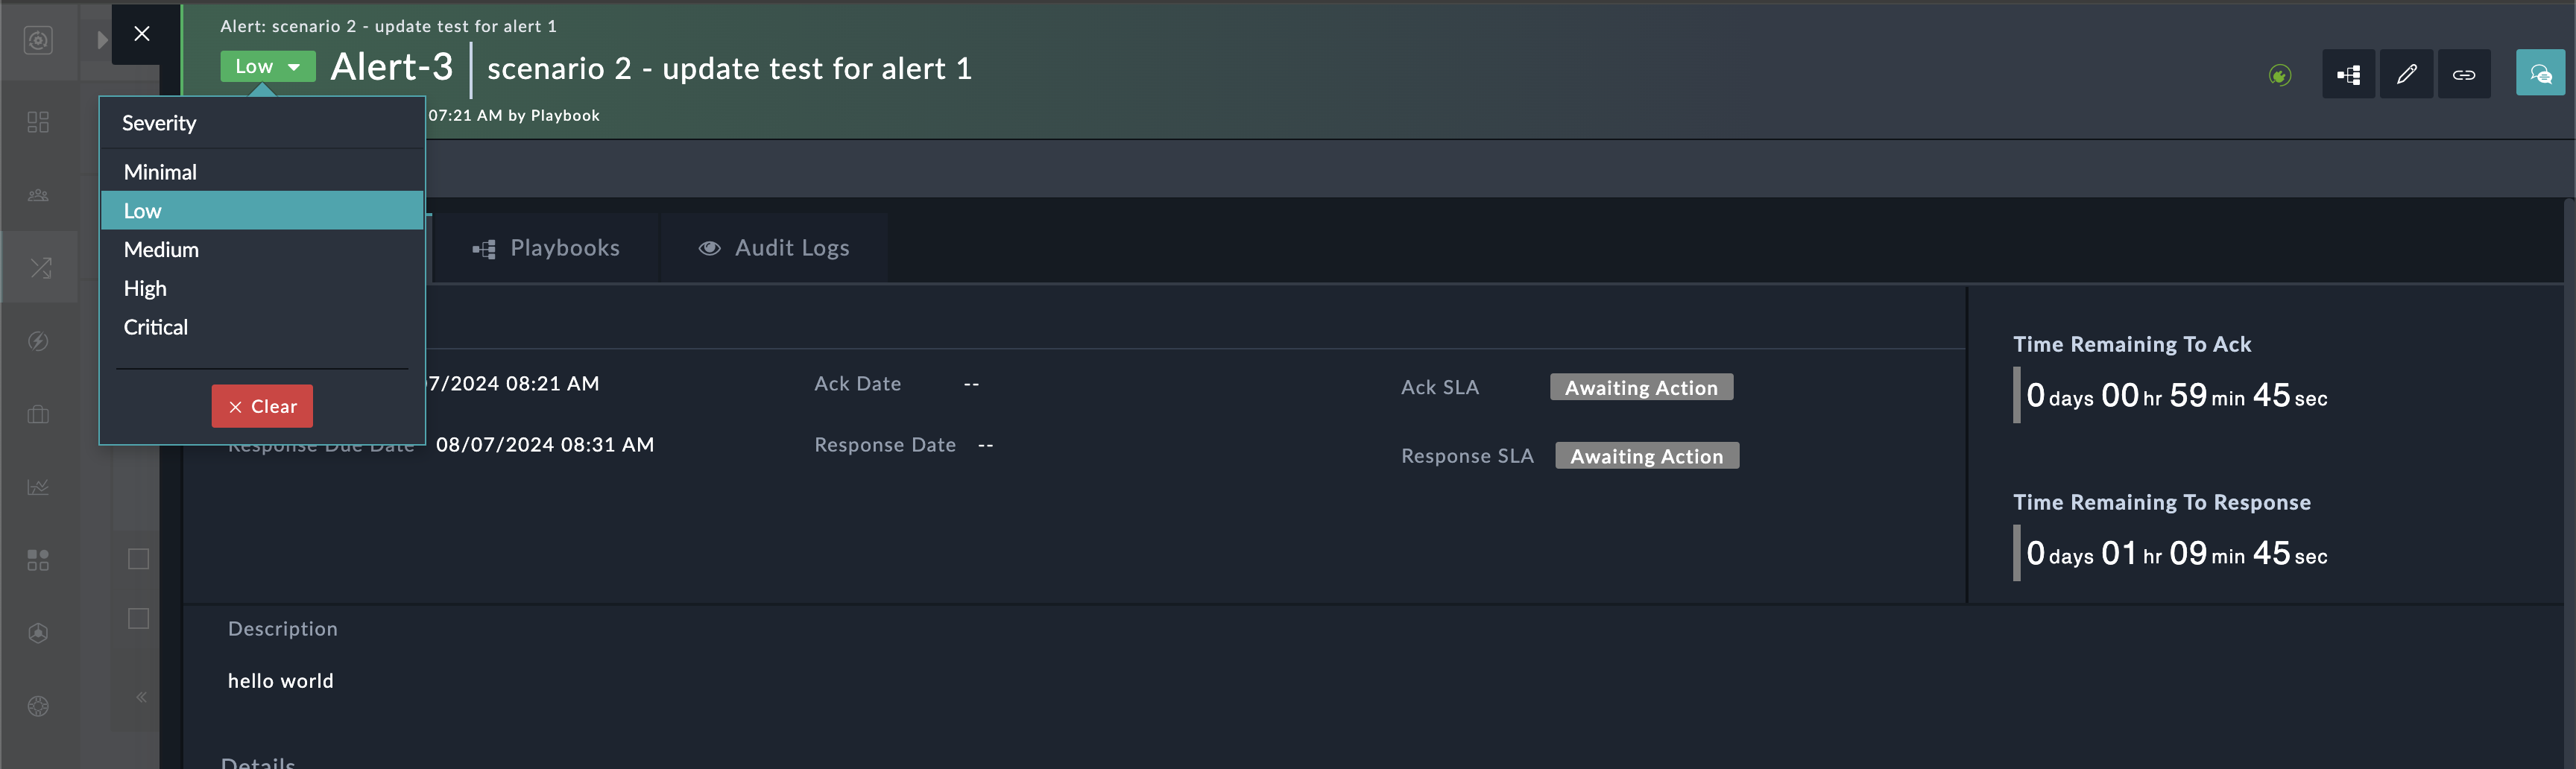 Alert: scenario 2 - update test for alert 1
Low
Alert-3
scenario 2 - update test for alert 1
07:21 AM by Playbook
Severity
Minimal
Low
Medium
High
Critical
Clear
Playbooks
Audit Logs
7/2024 08:21 AM
Ack Date --
Ack SLA Awaiting Action
Response Due Date 08/07/2024 08:31 AM
Response Date --
Response SLA Awaiting Action
Time Remaining To Ack
0 days 00 hr 59 min 45 sec
Time Remaining To Response
0 days 01 hr 09 min 45 sec
Description
hello world
Details